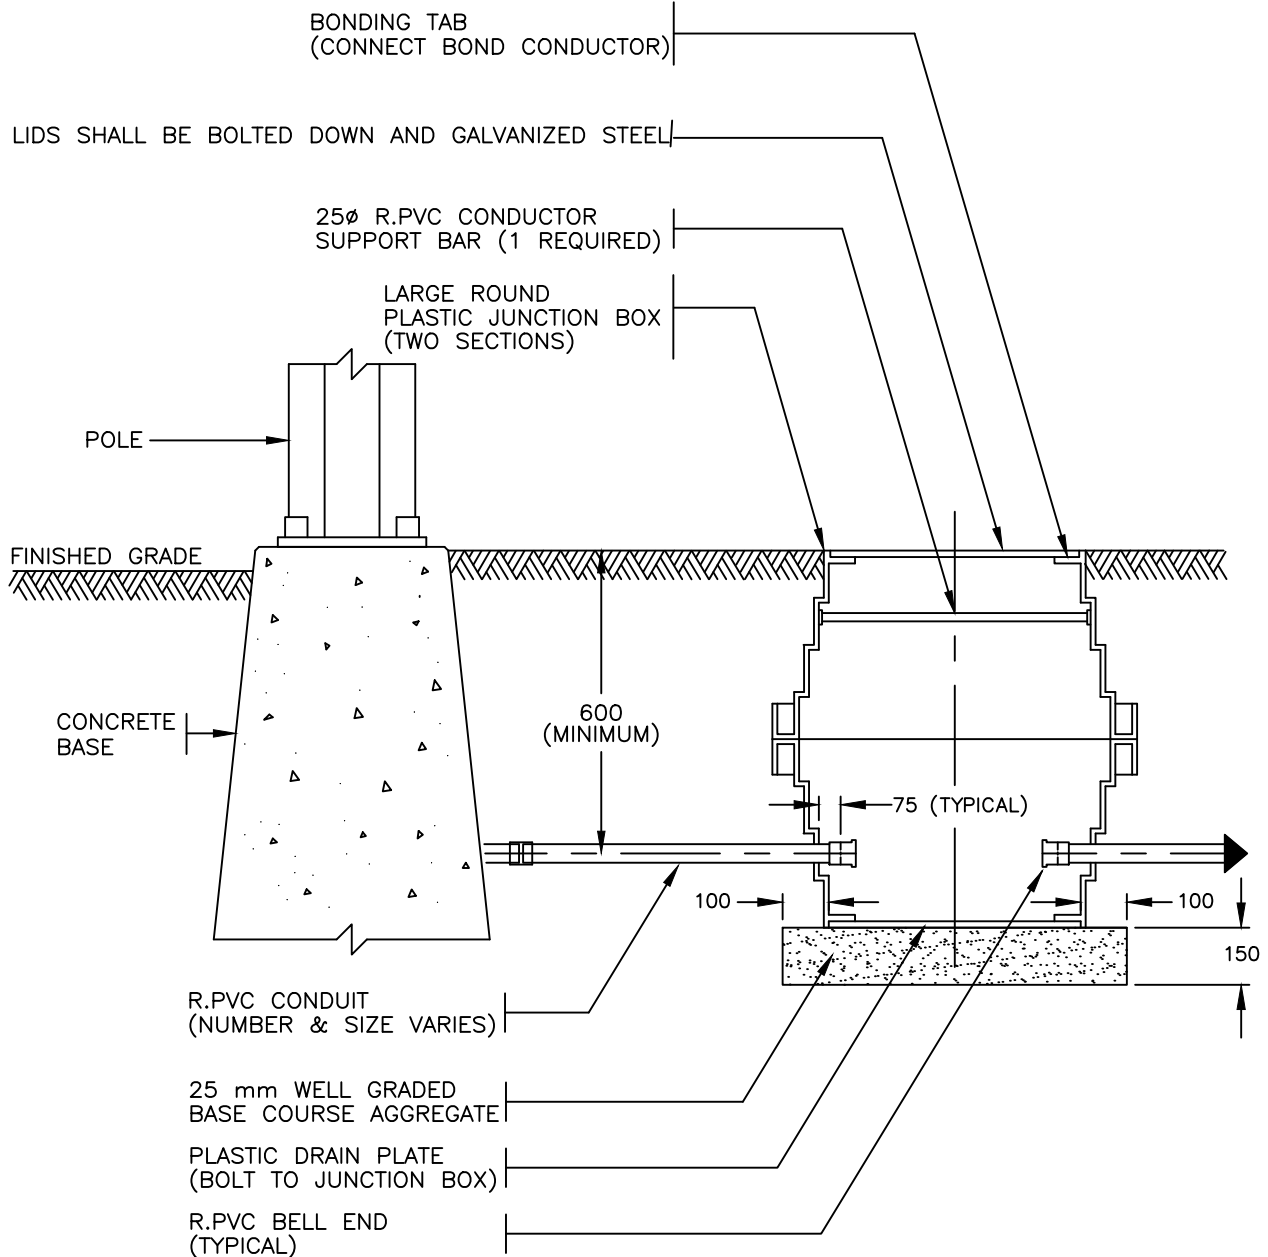 BONDING TAB
(CONNECT BOND CONDUCTOR)
LIDS SHALL BE BOLTED DOWN AND GALVANIZED STEEL
25ø R.PVC CONDUCTOR
SUPPORT BAR (1 REQUIRED)
LARGE ROUND
PLASTIC JUNCTION BOX
(TWO SECTIONS)
POLE
FINISHED GRADE
CONCRETE
BASE
600
(MINIMUM)
75 (TYPICAL)
100
100
150
R.PVC CONDUIT
(NUMBER & SIZE VARIES)
25 mm WELL GRADED
BASE COURSE AGGREGATE
PLASTIC DRAIN PLATE
(BOLT TO JUNCTION BOX)
R.PVC BELL END
(TYPICAL)